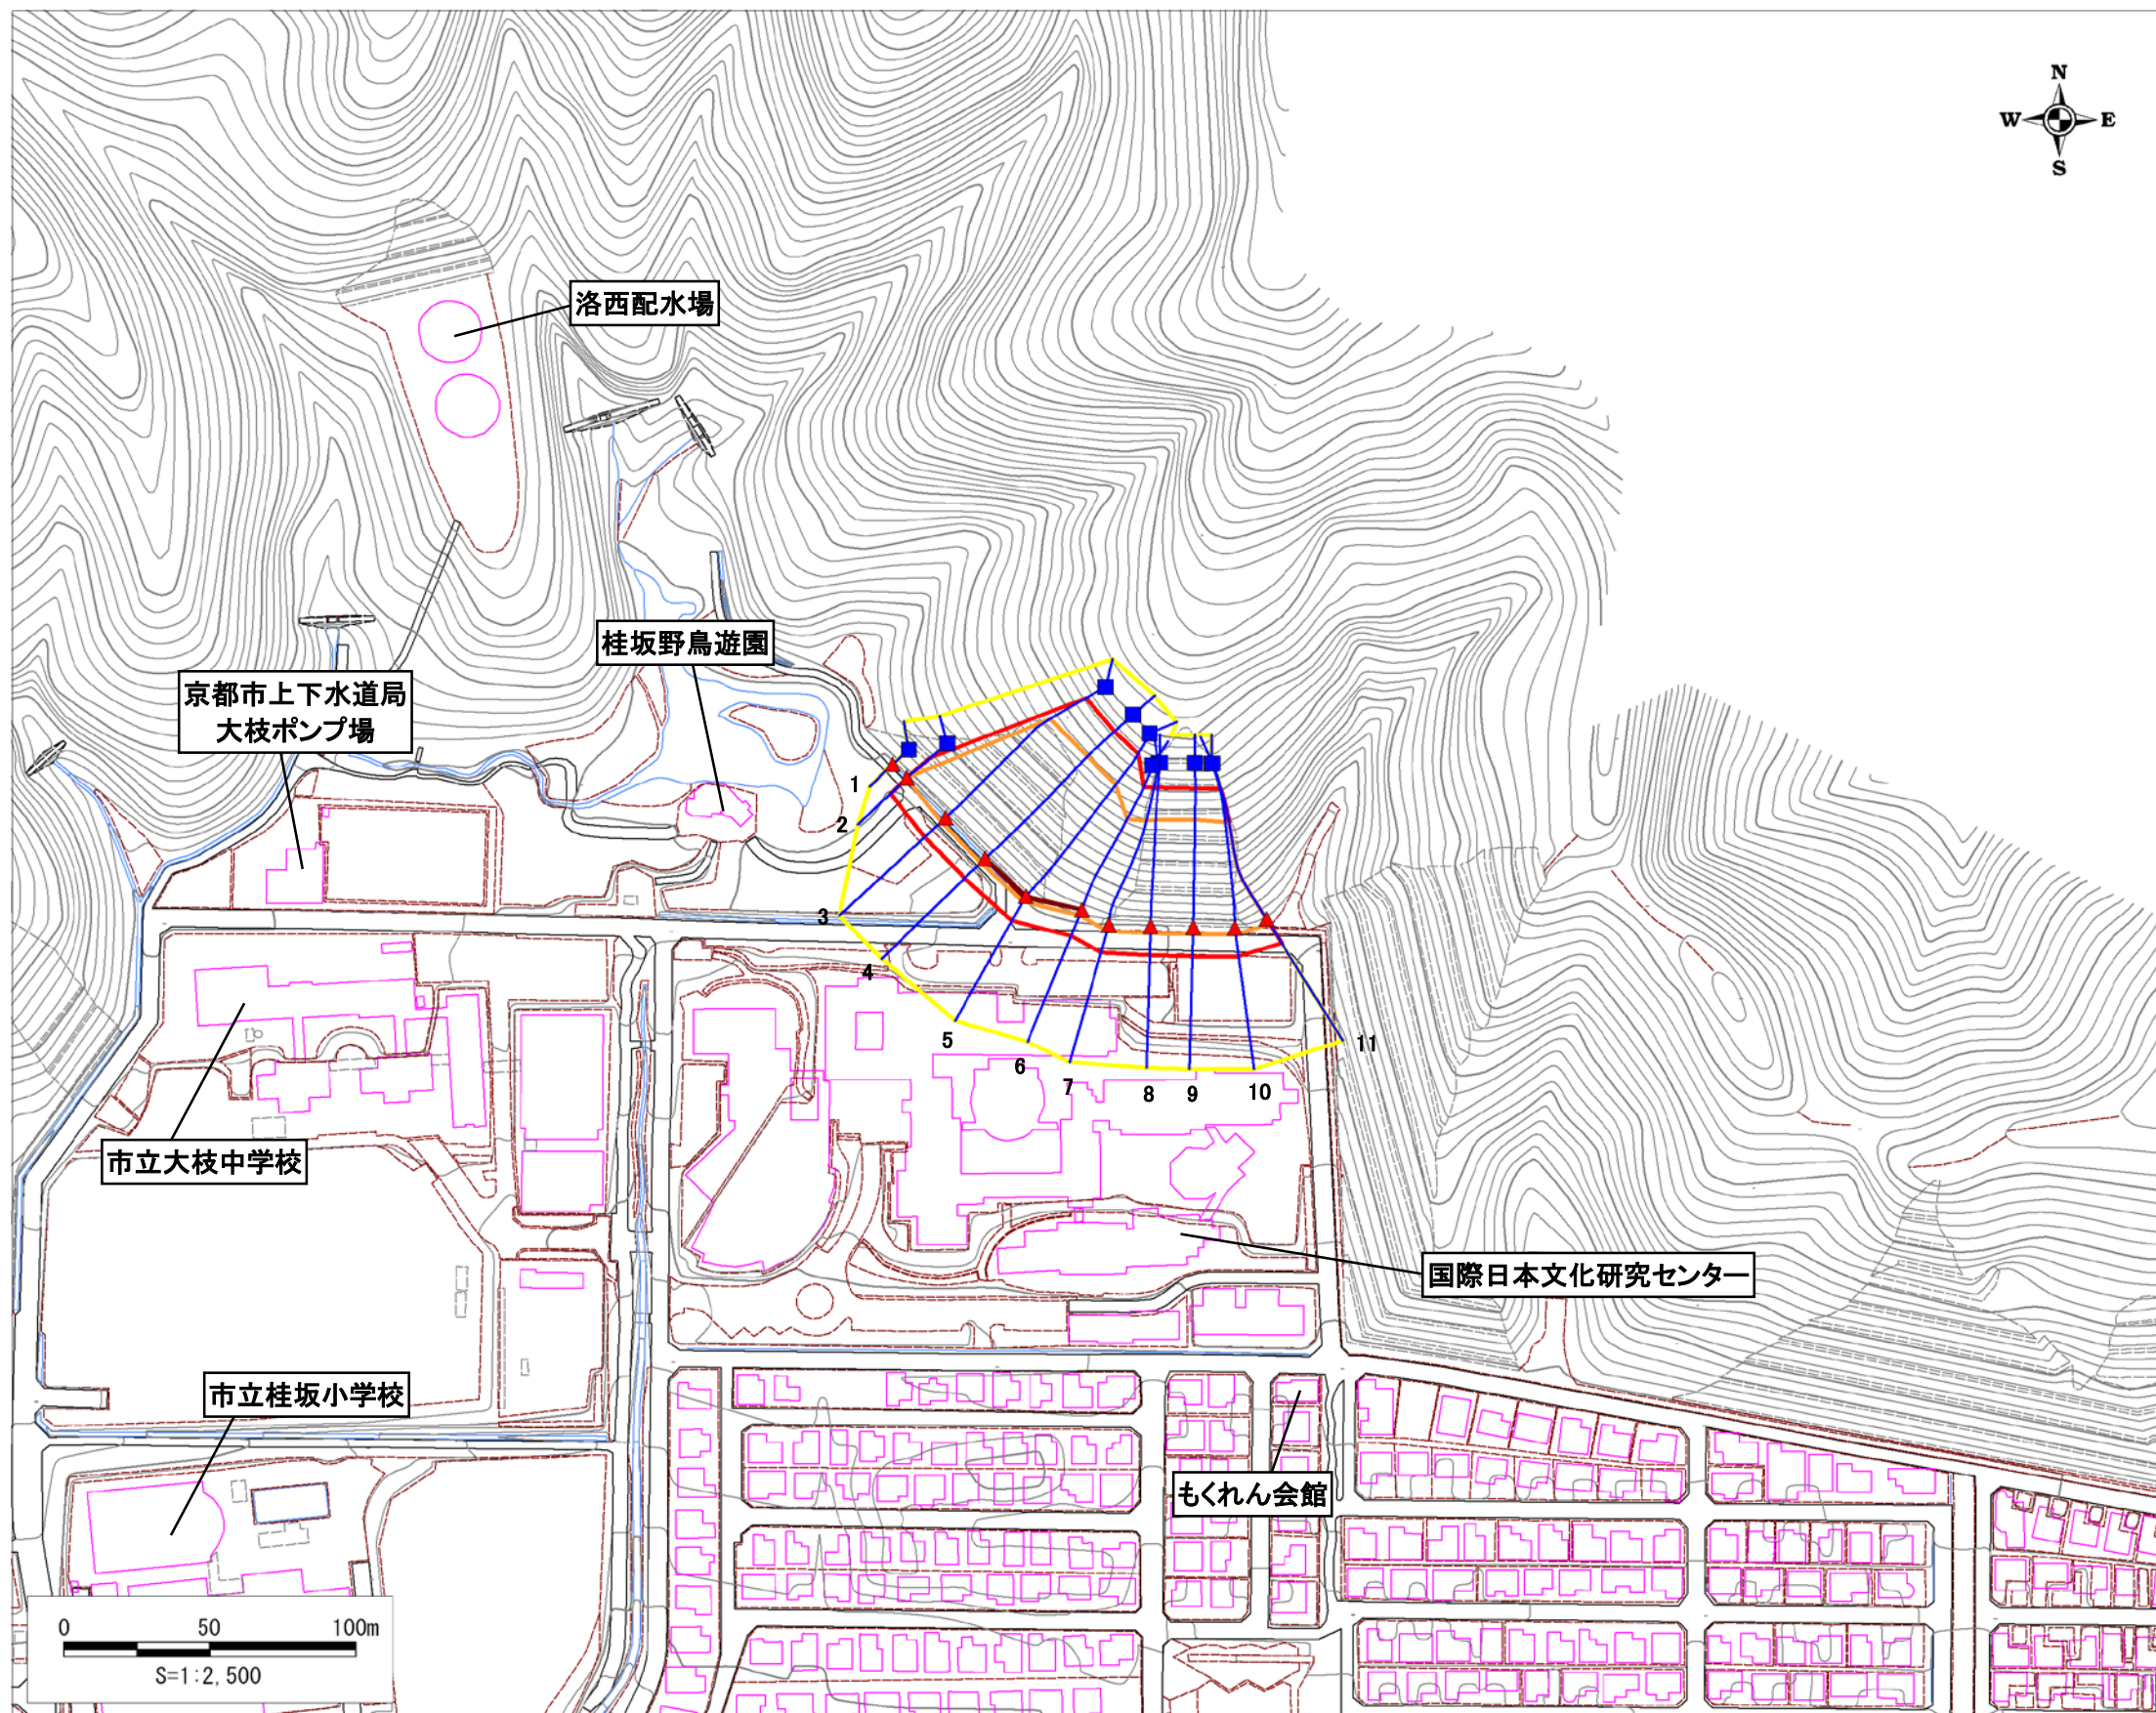 N
W E
S
洛西配水場
桂坂野鳥遊園
京都市上下水道局
大枝ポンプ場
1
2
3
4
5
6
7
8
9
10
11
市立大枝中学校
国際日本文化研究センター
市立桂坂小学校
もくれん会館
0 50 100m
S=1:2,500